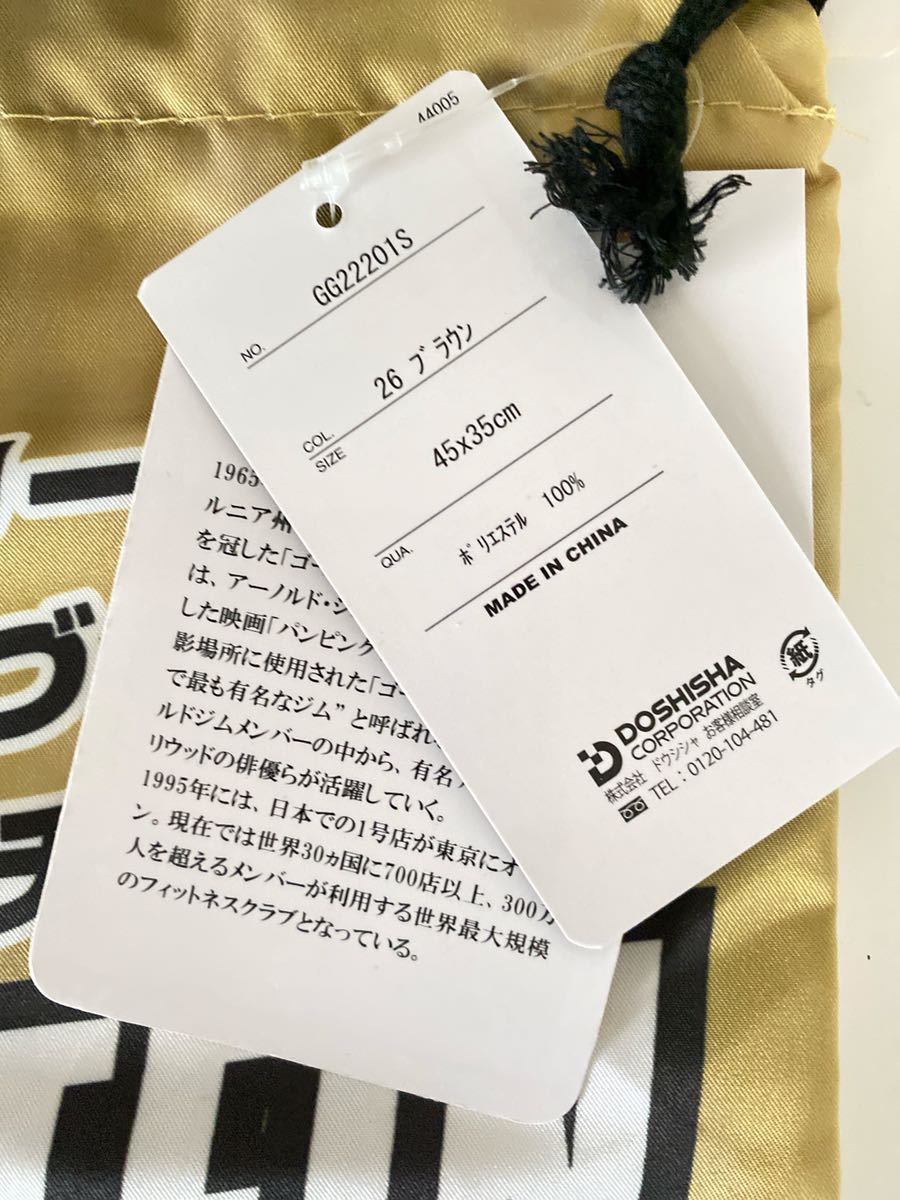 44005
NO. GG22201S
COL. 26 ブラウン
SIZE 45x35cm
QUA. ポリエステル 100%
MADE IN CHINA
DOSHISHA
CORPORATION
株式会社 ドウシシャ お客様相談室
TEL : 0120-104-481
紙
タグ
1965
ルニア州
を冠した「ゴー
は、アーノルド・シ
した映画「パンピング
影場所に使用された「ゴー
で最も有名なジム”と呼ばれ
ルドジムメンバーの中から、有名
リウッドの俳優らが活躍していく。
1995年には、日本での1号店が東京にオー
ン。現在では世界30ヵ国に700店以上、300万
人を超えるメンバーが利用する世界最大規模
のフィットネスクラブとなっている。